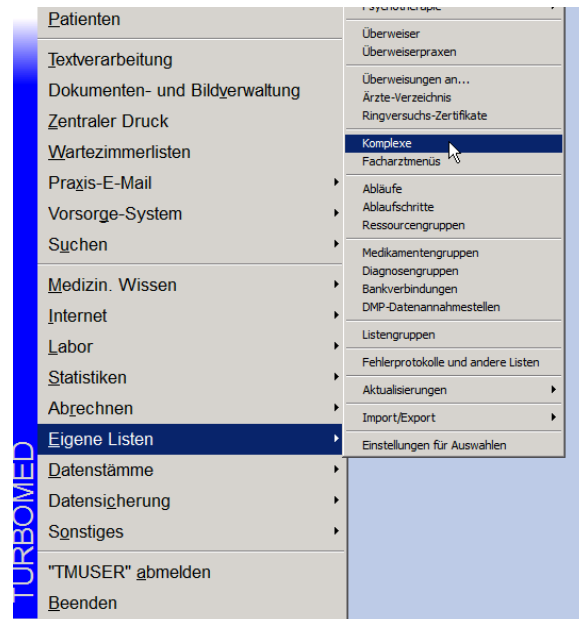 Patienten
Textverarbeitung
Dokumenten- und Bildverwaltung
Zentraler Druck
Wartezimmerlisten
Praxis-E-Mail
Vorsorge-System
Suchen
Medizin. Wissen
Internet
Labor
Statistiken
Abrechnen
Eigene Listen
Datenstämme
Datensicherung
Sonstiges
"TMUSER" abmelden
Beenden
TURBOMED
Psychotherapie
Überweiser
Überweiserpraxen
Überweisungen an...
Ärzte-Verzeichnis
Ringversuchs-Zertifikate
Komplexe
Facharztmenüs
Abläufe
Ablaufschritte
Ressourcengruppen
Medikamentengruppen
Diagnosengruppen
Bankverbindungen
DMP-Datenannahmestellen
Listengruppen
Fehlerprotokolle und andere Listen
Aktualisierungen
Import/Export
Einstellungen für Auswahlen